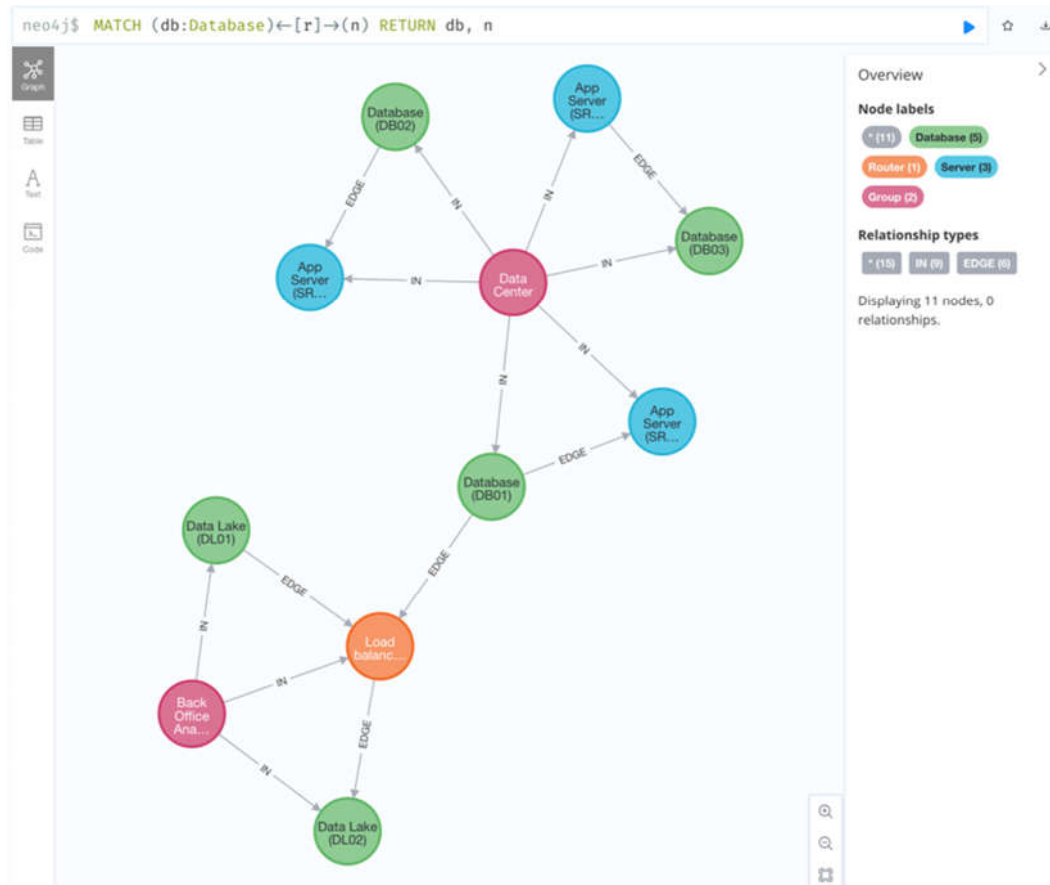 neo4j$ MATCH (db:Database)←[r]→(n) RETURN db, n
Graph
Table
A
Text
Code
Database
(DB02)
App
Server
(SR...
EDGE
IN
EDGE
IN
Database
(DB03)
App
Server
(SR...
IN
Data
Center
IN
IN
IN
App
Server
(SR...
Database
(DB01)
EDGE
Data Lake
(DL01)
EDGE
EDGE
IN
Load
balanc...
IN
Back
Office
Ana...
EDGE
IN
Data Lake
(DL02)
Overview
Node labels
* (11) Database (5)
Router (1) Server (3)
Group (2)
Relationship types
* (15) IN (9) EDGE (6)
Displaying 11 nodes, 0
relationships.